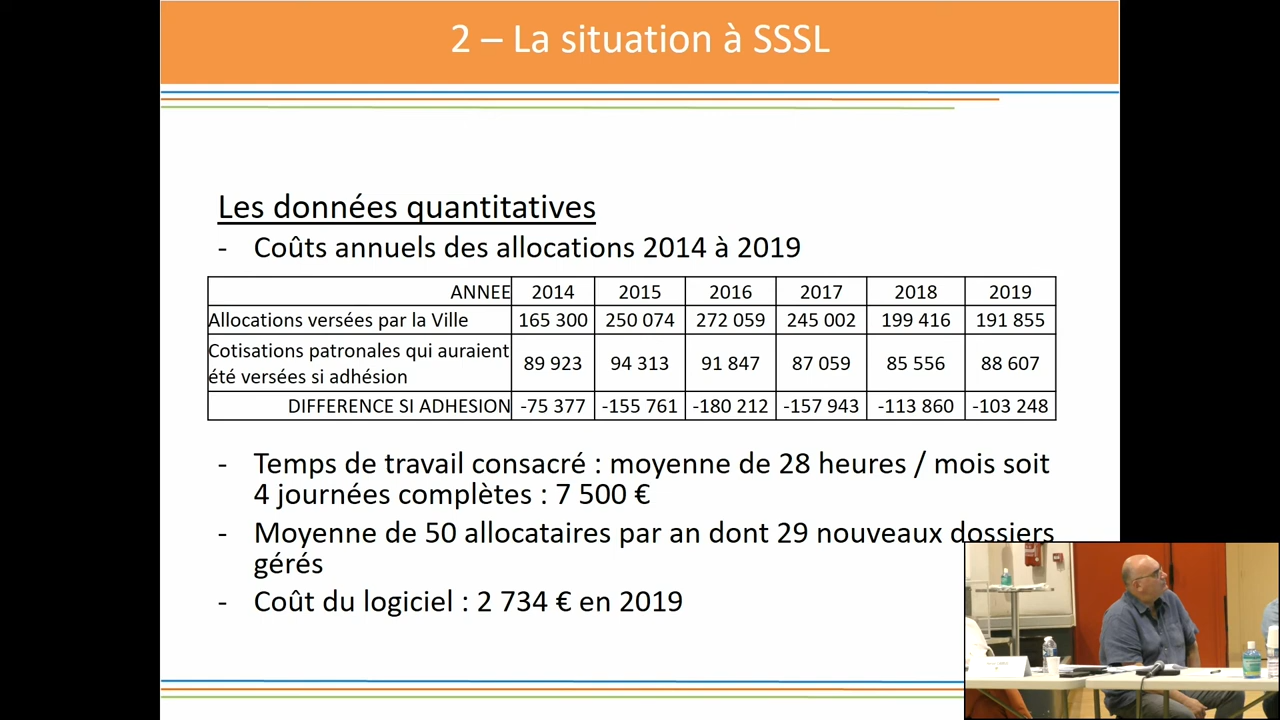 2 – La situation à SSSL
Les données quantitatives
- Coûts annuels des allocations 2014 à 2019
ANNEE 2014 2015 2016 2017 2018 2019
Allocations versées par la Ville 165 300 250 074 272 059 245 002 199 416 191 855
Cotisations patronales qui auraient
été versées si adhésion 89 923 94 313 91 847 87 059 85 556 88 607
DIFFERENCE SI ADHESION -75 377 -155 761 -180 212 -157 943 -113 860 -103 248
- Temps de travail consacré : moyenne de 28 heures / mois soit
4 journées complètes : 7 500 €
- Moyenne de 50 allocataires par an dont 29 nouveaux dossiers
gérés
- Coût du logiciel : 2 734 € en 2019